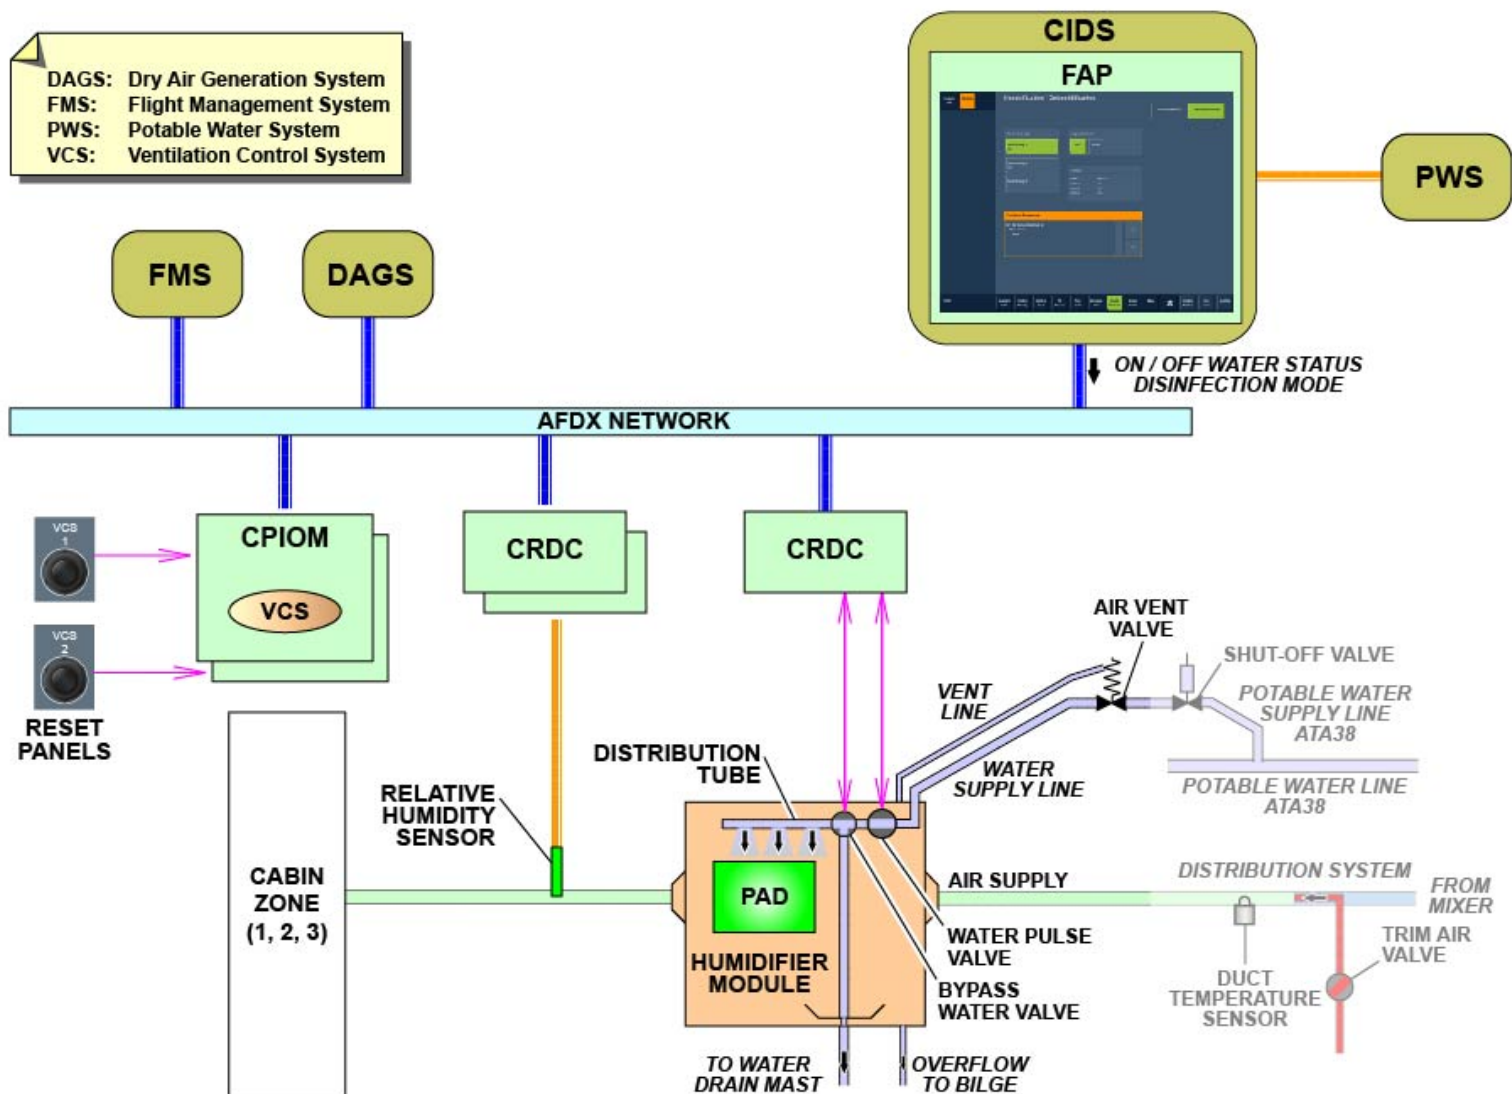 DAGS: Dry Air Generation System
FMS: Flight Management System
PWS: Potable Water System
VCS: Ventilation Control System
CIDS
FAP
PWS
FMS
DAGS
ON / OFF WATER STATUS
DISINFECTION MODE
AFDX NETWORK
VCS
1
CPIOM
VCS
CRDC
CRDC
VCS
2
RESET
PANELS
AIR VENT
VALVE
SHUT-OFF VALVE
VENT
LINE
POTABLE WATER
SUPPLY LINE
ATA38
DISTRIBUTION
TUBE
WATER
SUPPLY LINE
POTABLE WATER LINE
ATA38
RELATIVE
HUMIDITY
SENSOR
CABIN
ZONE
(1, 2, 3)
PAD
AIR SUPPLY
DISTRIBUTION SYSTEM
FROM
MIXER
HUMIDIFIER
MODULE
WATER PULSE
VALVE
TRIM AIR
VALVE
BYPASS
WATER VALVE
DUCT
TEMPERATURE
SENSOR
TO WATER
DRAIN MAST
OVERFLOW
TO BILGE